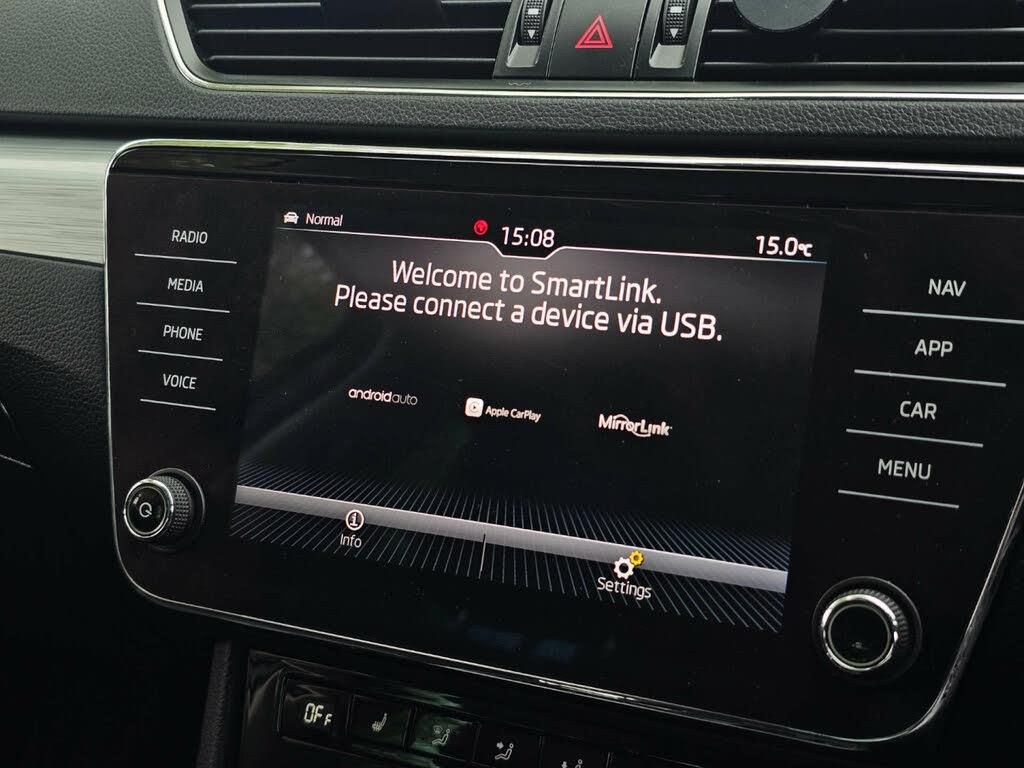 Normal
15:08
15.0°C
Welcome to SmartLink.
Please connect a device via USB.
androidauto
Apple CarPlay
MirrorLink
Info
Settings
RADIO
MEDIA
PHONE
VOICE
NAV
APP
CAR
MENU
OFF